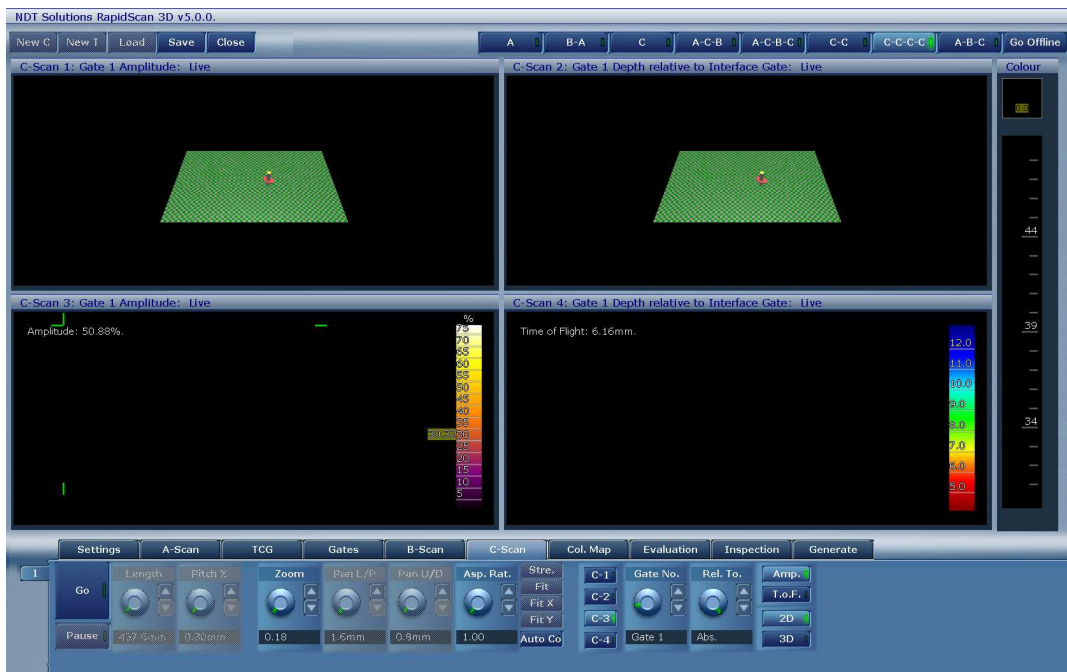 NDT Solutions RapidScan 3D v5.0.0.
New C New T Load Save Close A B-A C A-C-B A-C-B-C C-C C-C-C-C A-B-C Go Offline
C-Scan 1: Gate 1 Amplitude: Live
C-Scan 2: Gate 1 Depth relative to Interface Gate: Live
Colour
0.0
44
39
34
C-Scan 3: Gate 1 Amplitude: Live
Amplitude: 50.88%.
%
75
70
65
60
55
50
45
40
35
30
25
20
15
10
5
C-Scan 4: Gate 1 Depth relative to Interface Gate: Live
Time of Flight: 6.16mm.
12.0
11.0
10.0
9.0
8.0
7.0
6.0
5.0
Settings A-Scan TCG Gates B-Scan C-Scan Col. Map Evaluation Inspection Generate
1
Go
Pause
Length Pitch X Zoom Pan L/R Pan U/D Asp. Rat.
437.6mm 0.80mm 0.18 1.6mm 0.8mm 1.00
Stre.
Fit
Fit X
Fit Y
Auto Co
C-1
C-2
C-3
C-4
Gate No. Rel. To.
Gate 1 Abs.
Amp.
T.o.F.
2D
3D